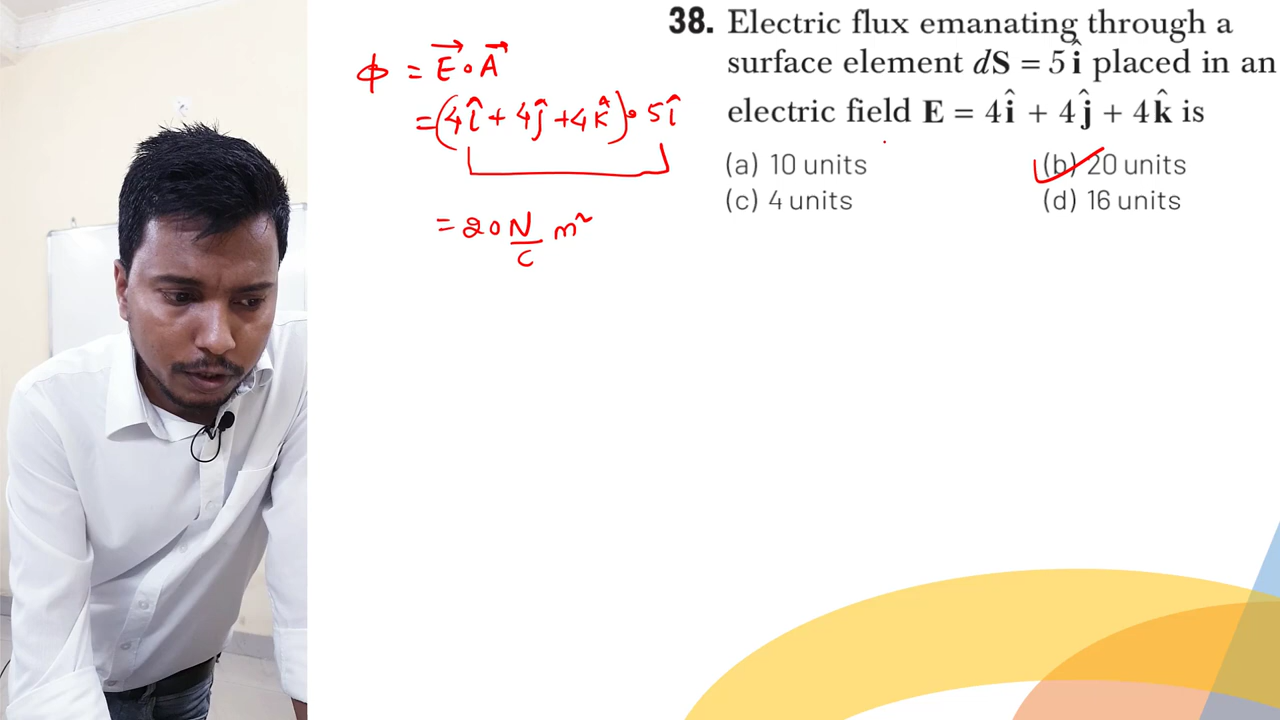 38. Electric flux emanating through a
surface element dS = 5 î placed in an
electric field E = 4î + 4ĵ + 4k̂ is
(a) 10 units
(b) 20 units
(c) 4 units
(d) 16 units
ϕ = E⃗ • A⃗
= (4î + 4ĵ + 4k̂) • 5î
= 20 N/C m²